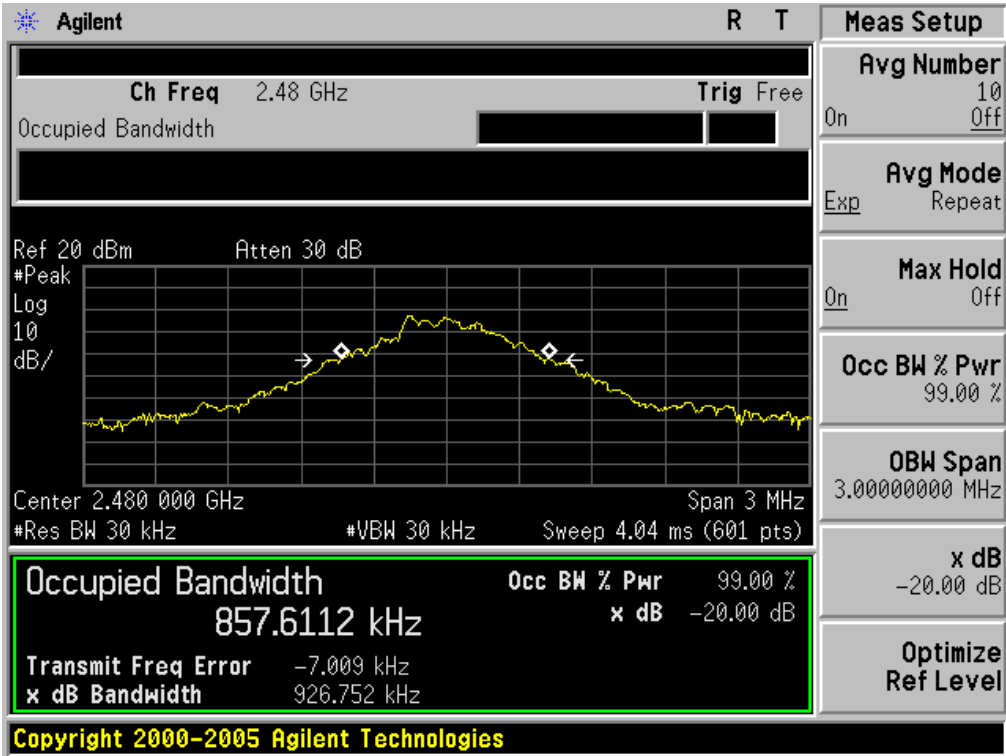 Agilent R T
Ch Freq 2.48 GHz Trig Free
Occupied Bandwidth
Ref 20 dBm Atten 30 dB
#Peak
Log
10
dB/
Center 2.480 000 GHz Span 3 MHz
#Res BW 30 kHz #VBW 30 kHz Sweep 4.04 ms (601 pts)
Occupied Bandwidth
857.6112 kHz
Occ BW % Pwr 99.00 %
x dB -20.00 dB
Transmit Freq Error -7.009 kHz
x dB Bandwidth 926.752 kHz
Copyright 2000-2005 Agilent Technologies
Meas Setup
Avg Number
10
On Off
Avg Mode
Exp Repeat
Max Hold
On Off
Occ BW % Pwr
99.00 %
OBW Span
3.00000000 MHz
x dB
-20.00 dB
Optimize
Ref Level